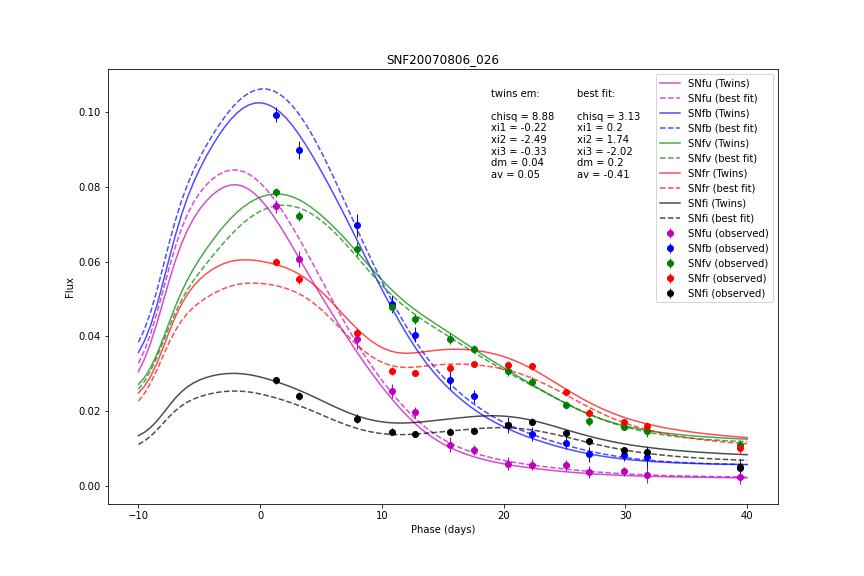 SNF20070806_026
twins em: best fit:
chisq = 8.88 chisq = 3.13
xi1 = -0.22 xi1 = 0.2
xi2 = -2.49 xi2 = 1.74
xi3 = -0.33 xi3 = -2.02
dm = 0.04 dm = 0.2
av = 0.05 av = -0.41
SNfu (Twins)
SNfu (best fit)
SNfb (Twins)
SNfb (best fit)
SNfv (Twins)
SNfv (best fit)
SNfr (Twins)
SNfr (best fit)
SNfi (Twins)
SNfi (best fit)
SNfu (observed)
SNfb (observed)
SNfv (observed)
SNfr (observed)
SNfi (observed)
Flux
0.10
0.08
0.06
0.04
0.02
0.00
−10 0 10 20 30 40
Phase (days)